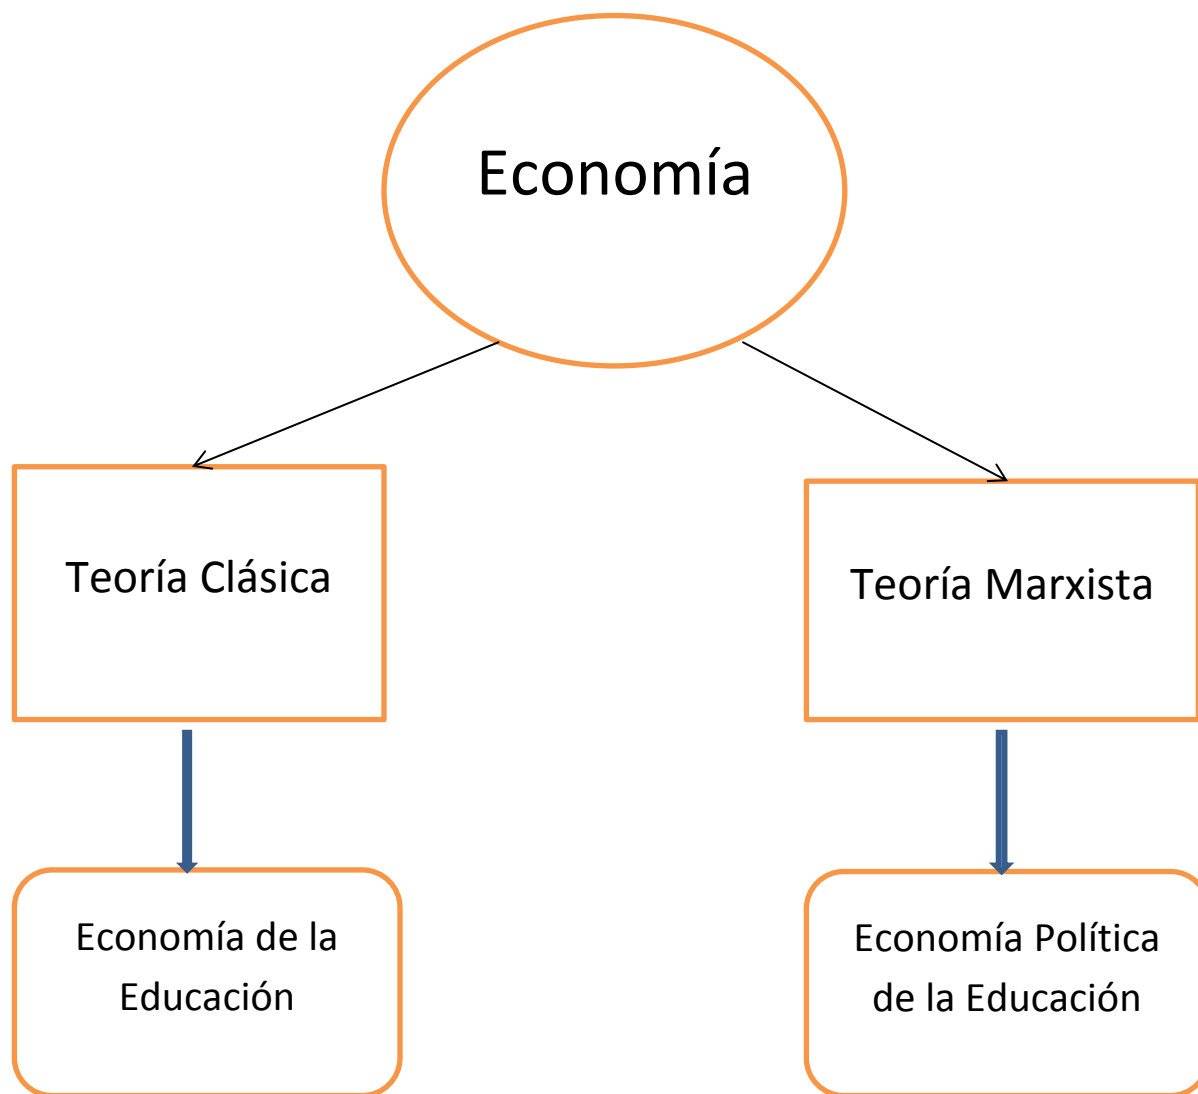 Economía
Teoría Clásica
Teoría Marxista
Economía de la
Educación
Economía Política
de la Educación